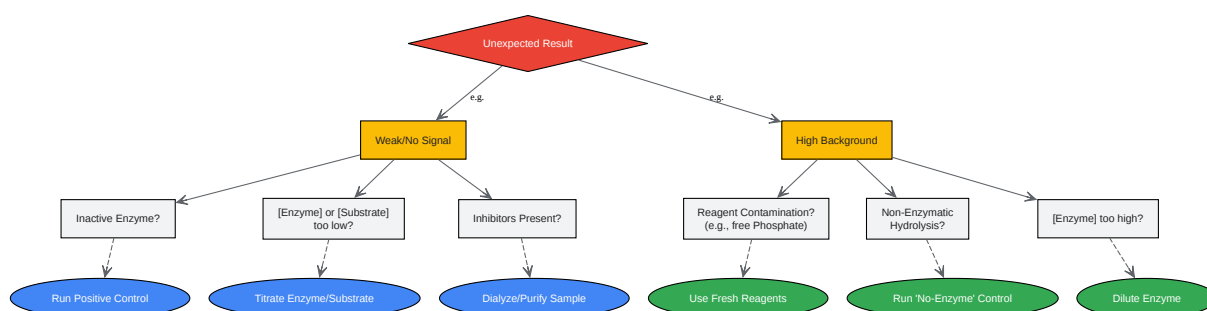 Unexpected Result
e.g.
e.g.
Weak/No Signal
High Background
Inactive Enzyme?
[Enzyme] or [Substrate]
too low?
Inhibitors Present?
Reagent Contamination?
(e.g., free Phosphate)
Non-Enzymatic
Hydrolysis?
[Enzyme] too high?
Run Positive Control
Titrate Enzyme/Substrate
Dialyze/Purify Sample
Use Fresh Reagents
Run 'No-Enzyme' Control
Dilute Enzyme